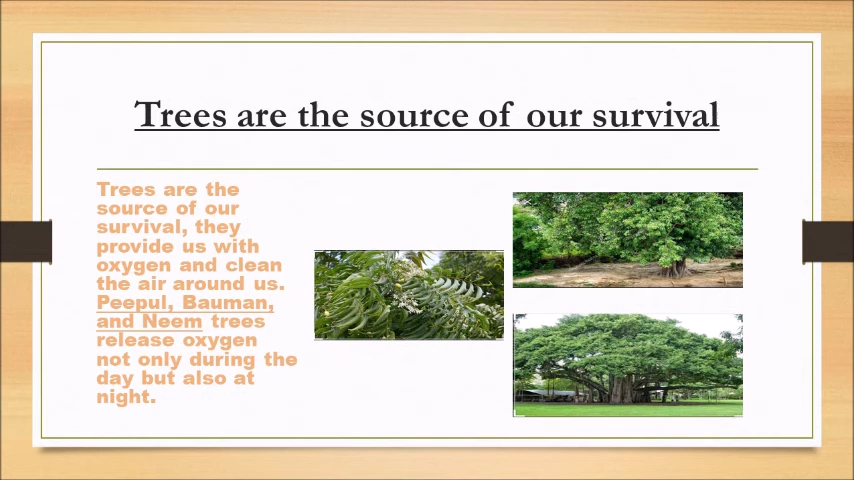 Trees are the source of our survival
Trees are the
source of our
survival, they
provide us with
oxygen and clean
the air around us.
Peepul, Bauman,
and Neem trees
release oxygen
not only during the
day but also at
night.